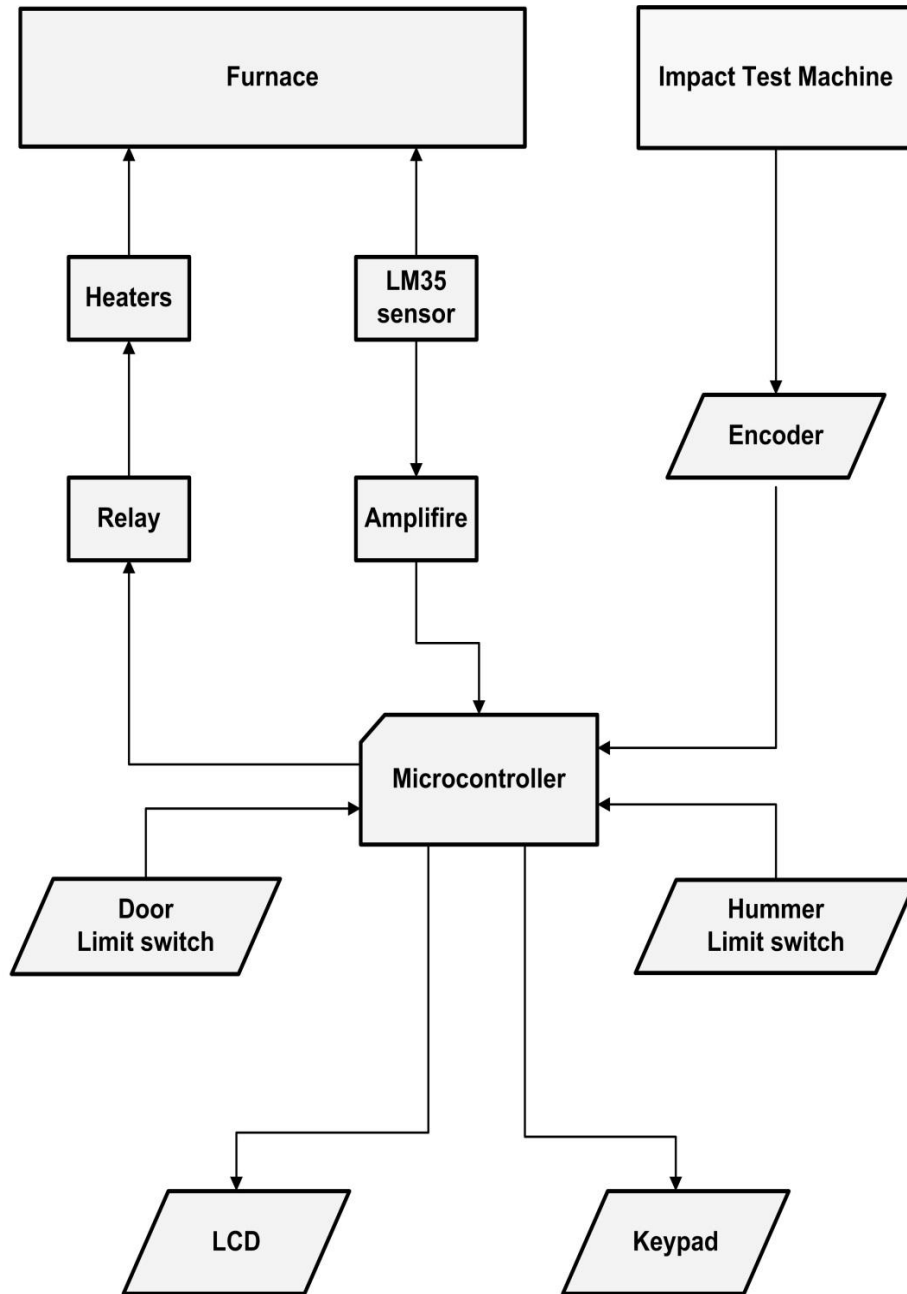 Furnace
Impact Test Machine
Heaters
LM35
sensor
Encoder
Relay
Amplifire
Microcontroller
Door
Limit switch
Hummer
Limit switch
LCD
Keypad